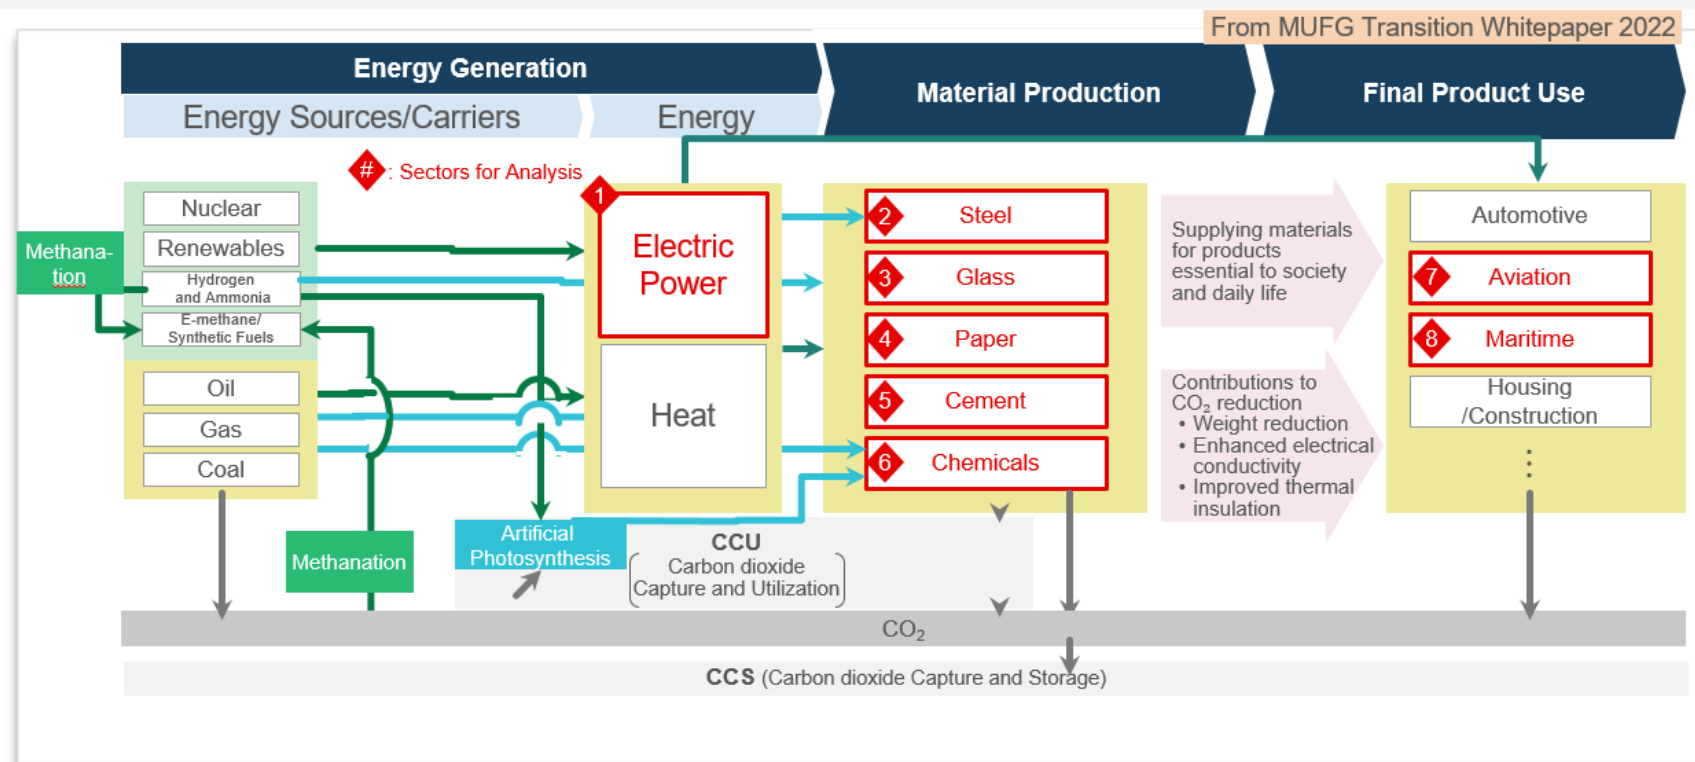 From MUFG Transition Whitepaper 2022
Energy Generation
Material Production
Final Product Use
Energy Sources/Carriers
Energy
#
: Sectors for Analysis
Nuclear
Renewables
Hydrogen
and Ammonia
E-methane/
Synthetic Fuels
Methana-
tion
Oil
Gas
Coal
1
Electric
Power
Heat
2
Steel
3
Glass
4
Paper
5
Cement
6
Chemicals
Supplying materials
for products
essential to society
and daily life
Contributions to
CO₂ reduction
• Weight reduction
• Enhanced electrical
conductivity
• Improved thermal
insulation
Automotive
7
Aviation
8
Maritime
Housing
/Construction
⋮
Methanation
Artificial
Photosynthesis
CCU
Carbon dioxide
Capture and Utilization
CO₂
CCS (Carbon dioxide Capture and Storage)